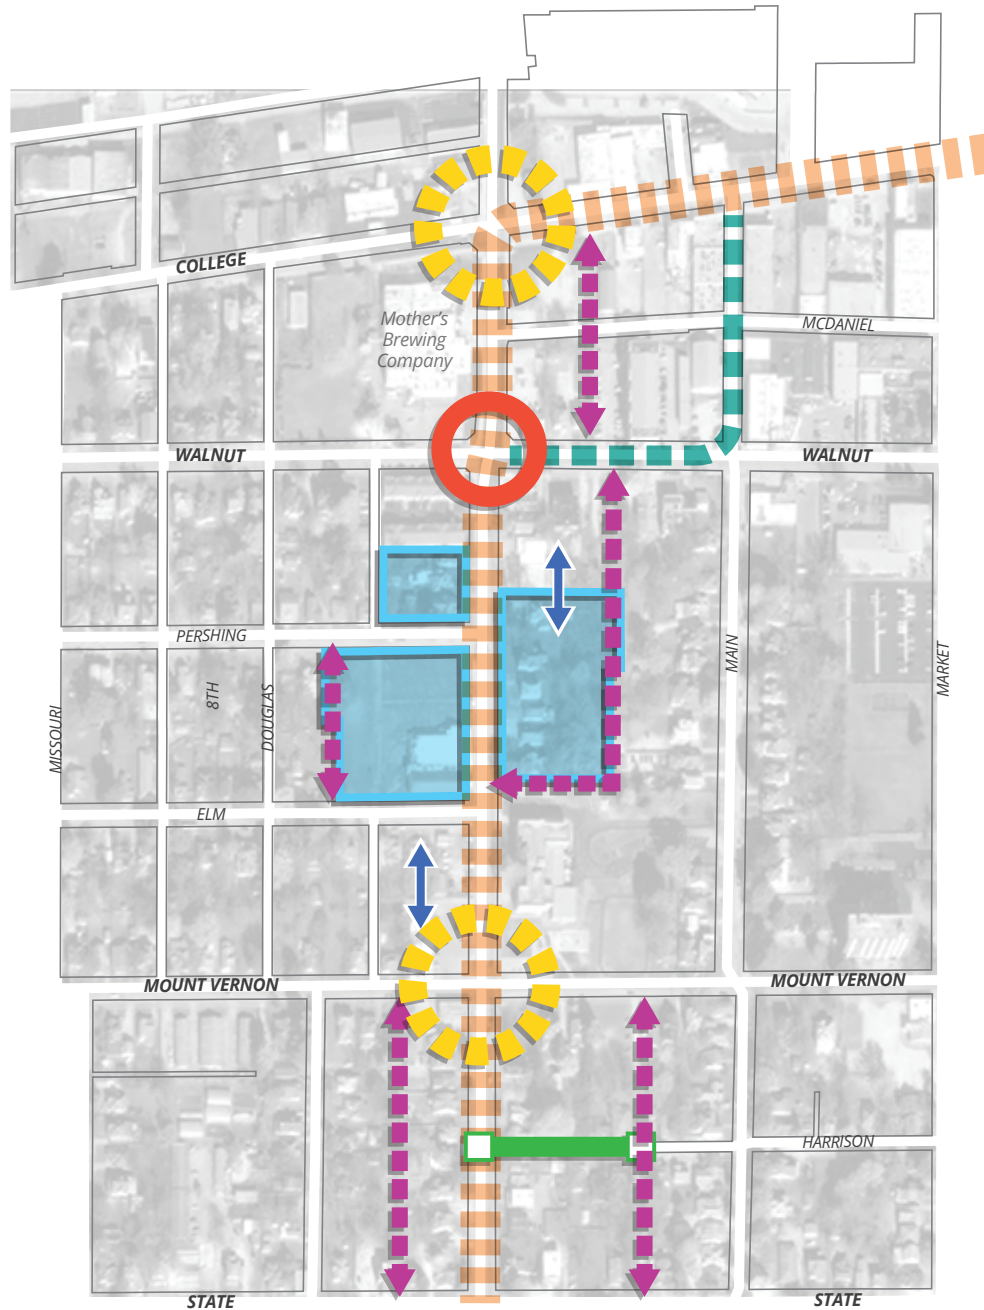 COLLEGE
Mother's
Brewing
Company
MCDANIEL
WALNUT
WALNUT
PERSHING
MISSOURI
8TH
DOUGLAS
MAIN
MARKET
ELM
MOUNT VERNON
MOUNT VERNON
HARRISON
STATE
STATE